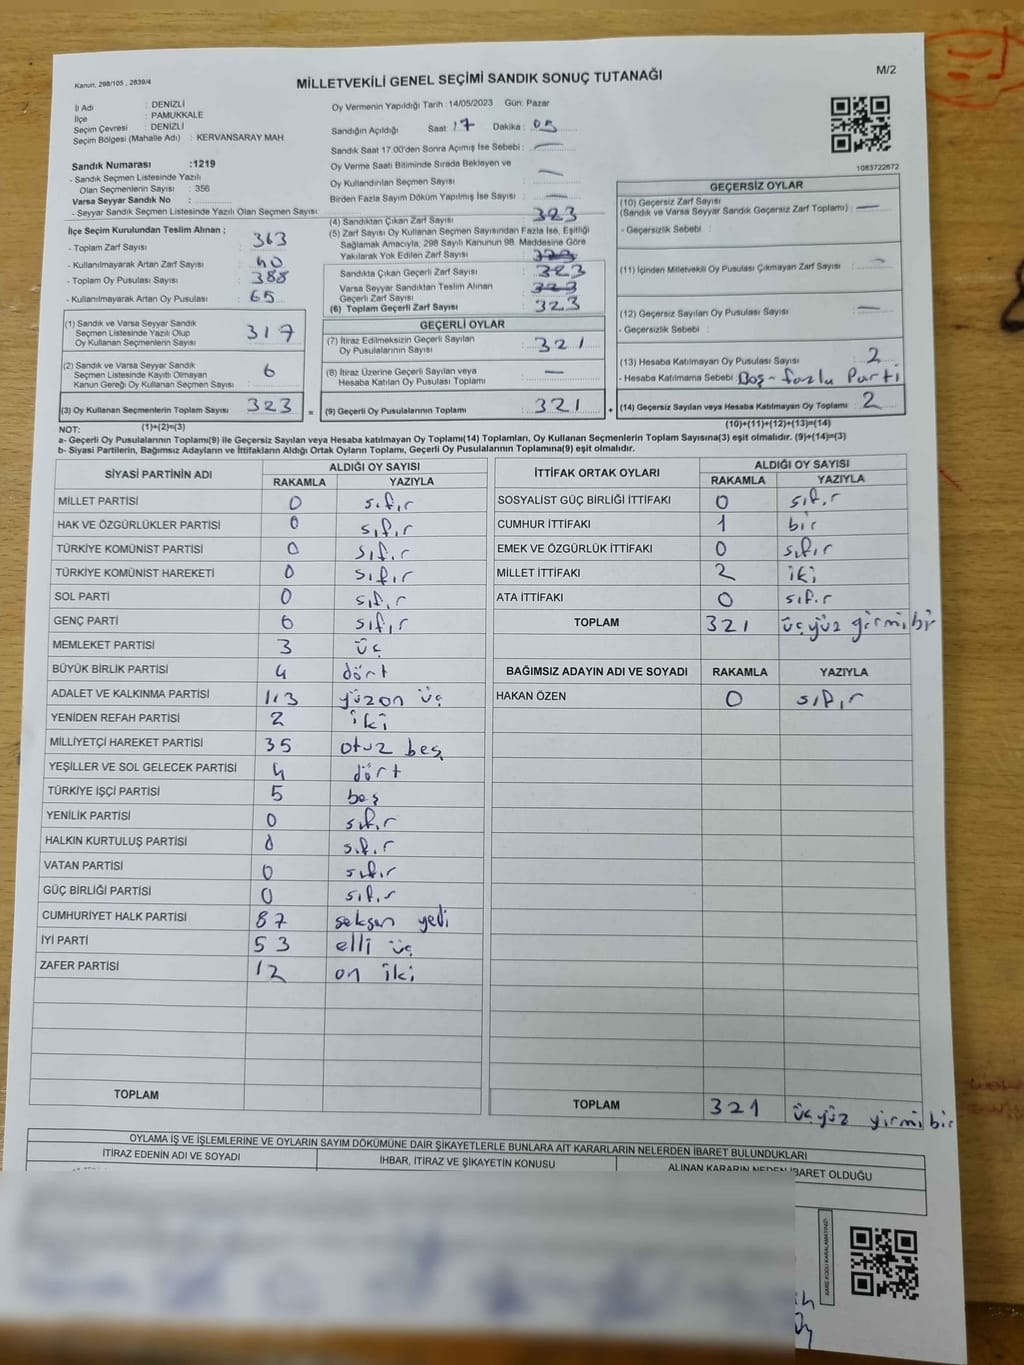 Kanun, 298/105 , 2839/4
MİLLETVEKİLİ GENEL SEÇİMİ SANDIK SONUÇ TUTANAĞI
M/2
İl Adı : DENİZLİ
İlçe : PAMUKKALE
Seçim Çevresi : DENİZLİ
Seçim Bölgesi (Mahalle Adı) : KERVANSARAY MAH.
Oy Vermenin Yapıldığı Tarih : 14/05/2023 Gün: Pazar
Sandığın Açıldığı Saat: 17 Dakika : 05
Sandık Saat 17:00'den Sonra Açımış İse Sebebi : —
Oy Verme Saati Bitiminde Sırada Bekleyen ve
Oy Kullandırılan Seçmen Sayısı : —
Birden Fazla Sayım Dökümü Yapılmış İse Sayısı : —
1083722672
Sandık Numarası :1219
- Sandık Seçmen Listesinde Yazılı
Olan Seçmenlerin Sayısı : 356
Varsa Seyyar Sandık No :
- Seyyar Sandık Seçmen Listesinde Yazılı Olan Seçmen Sayısı:
İlçe Seçim Kurulundan Teslim Alınan ;
- Toplam Zarf Sayısı : 363
- Kullanılmayarak Artan Zarf Sayısı : 40
- Toplam Oy Pusulası Sayısı : 388
- Kullanılmayarak Artan Oy Pusulası : 65
(1) Sandık ve Varsa Seyyar Sandık
Seçmen Listesinde Yazılı Olup
Oy Kullanan Seçmenlerin Sayısı : 317
(2) Sandık ve Varsa Seyyar Sandık
Seçmen Listesinde Kayıtlı Olmayan
Kanun Gereği Oy Kullanan Seçmen Sayısı : 6
(3) Oy Kullanan Seçmenlerin Toplam Sayısı : 323 =
(1)+(2)=(3)
(4) Sandıktan Çıkan Zarf Sayısı : 323
(5) Zarf Sayısı Oy Kullanan Seçmen Sayısından Fazla İse, Eşitliği
Sağlamak Amacıyla, 298 Sayılı Kanunun 98. Maddesine Göre
Yakılarak Yok Edilen Zarf Sayısı : 323
Sandıkta Çıkan Geçerli Zarf Sayısı : 323
Varsa Seyyar Sandıktan Teslim Alınan
Geçerli Zarf Sayısı : 323
(6) Toplam Geçerli Zarf Sayısı : 323
GEÇERLİ OYLAR
(7) İtiraz Edilmeksizin Geçerli Sayılan
Oy Pusulalarının Sayısı : 321
(8) İtiraz Üzerine Geçerli Sayılan veya
Hesaba Katılan Oy Pusulası Toplamı : —
(9) Geçerli Oy Pusulalarının Toplamı : 321 +
GEÇERSİZ OYLAR
(10) Geçersiz Zarf Sayısı
(Sandık ve Varsa Seyyar Sandık Geçersiz Zarf Toplamı) : —
- Geçersizlik Sebebi :
(11) İçinden Milletvekili Oy Pusulası Çıkmayan Zarf Sayısı : —
(12) Geçersiz Sayılan Oy Pusulası Sayısı : —
- Geçersizlik Sebebi :
(13) Hesaba Katılmayan Oy Pusulası Sayısı : 2
- Hesaba Katılmama Sebebi : Boş - fazla Parti
(14) Geçersiz Sayılan veya Hesaba Katılmayan Oy Toplamı : 2
(10)+(11)+(12)+(13)=(14)
NOT:
a- Geçerli Oy Pusulalarının Toplamı(9) ile Geçersiz Sayılan veya Hesaba katılmayan Oy Toplamı(14) Toplamları, Oy Kullanan Seçmenlerin Toplam Sayısına(3) eşit olmalıdır. (9)+(14)=(3)
b- Siyasi Partilerin, Bağımsız Adayların ve İttifakların Aldığı Ortak Oyların Toplamı, Geçerli Oy Pusulalarının Toplamına(9) eşit olmalıdır.
SİYASİ PARTİNİN ADI ALDIĞI OY SAYISI
RAKAMLA YAZIYLA
MİLLET PARTİSİ 0 sıfır
HAK VE ÖZGÜRLÜKLER PARTİSİ 0 sıfır
TÜRKİYE KOMÜNİST PARTİSİ 0 sıfır
TÜRKİYE KOMÜNİST HAREKETİ 0 sıfır
SOL PARTİ 0 sıfır
GENÇ PARTİ 0 sıfır
MEMLEKET PARTİSİ 3 üç
BÜYÜK BİRLİK PARTİSİ 4 dört
ADALET VE KALKINMA PARTİSİ 113 yüzon üç
YENİDEN REFAH PARTİSİ 2 iki
MİLLİYETÇİ HAREKET PARTİSİ 35 otuz beş
YEŞİLLER VE SOL GELECEK PARTİSİ 4 dört
TÜRKİYE İŞÇİ PARTİSİ 5 beş
YENİLİK PARTİSİ 0 sıfır
HALKIN KURTULUŞ PARTİSİ 0 sıfır
VATAN PARTİSİ 0 sıfır
GÜÇ BİRLİĞİ PARTİSİ 0 sıfır
CUMHURİYET HALK PARTİSİ 87 seksen yedi
İYİ PARTİ 53 elli üç
ZAFER PARTİSİ 12 on iki
TOPLAM
İTTİFAK ORTAK OYLARI ALDIĞI OY SAYISI
RAKAMLA YAZIYLA
SOSYALİST GÜÇ BİRLİĞİ İTTİFAKI 0 sıfır
CUMHUR İTTİFAKI 1 bir
EMEK VE ÖZGÜRLÜK İTTİFAKI 0 sıfır
MİLLET İTTİFAKI 2 iki
ATA İTTİFAKI 0 sıfır
TOPLAM 321 üçyüz yirmi bir
BAĞIMSIZ ADAYIN ADI VE SOYADI RAKAMLA YAZIYLA
HAKAN ÖZEN 0 sıfır
TOPLAM 321 üçyüz yirmi bir
OYLAMA İŞ VE İŞLEMLERİNE VE OYLARIN SAYIM DÖKÜMÜNE DAİR ŞİKAYETLERLE BUNLARA AİT KARARLARIN NELERDEN İBARET BULUNDUKLARI
İTİRAZ EDENİN ADI VE SOYADI İHBAR, İTİRAZ VE ŞİKAYETİN KONUSU ALINAN KARARIN NEDEN İBARET OLDUĞU